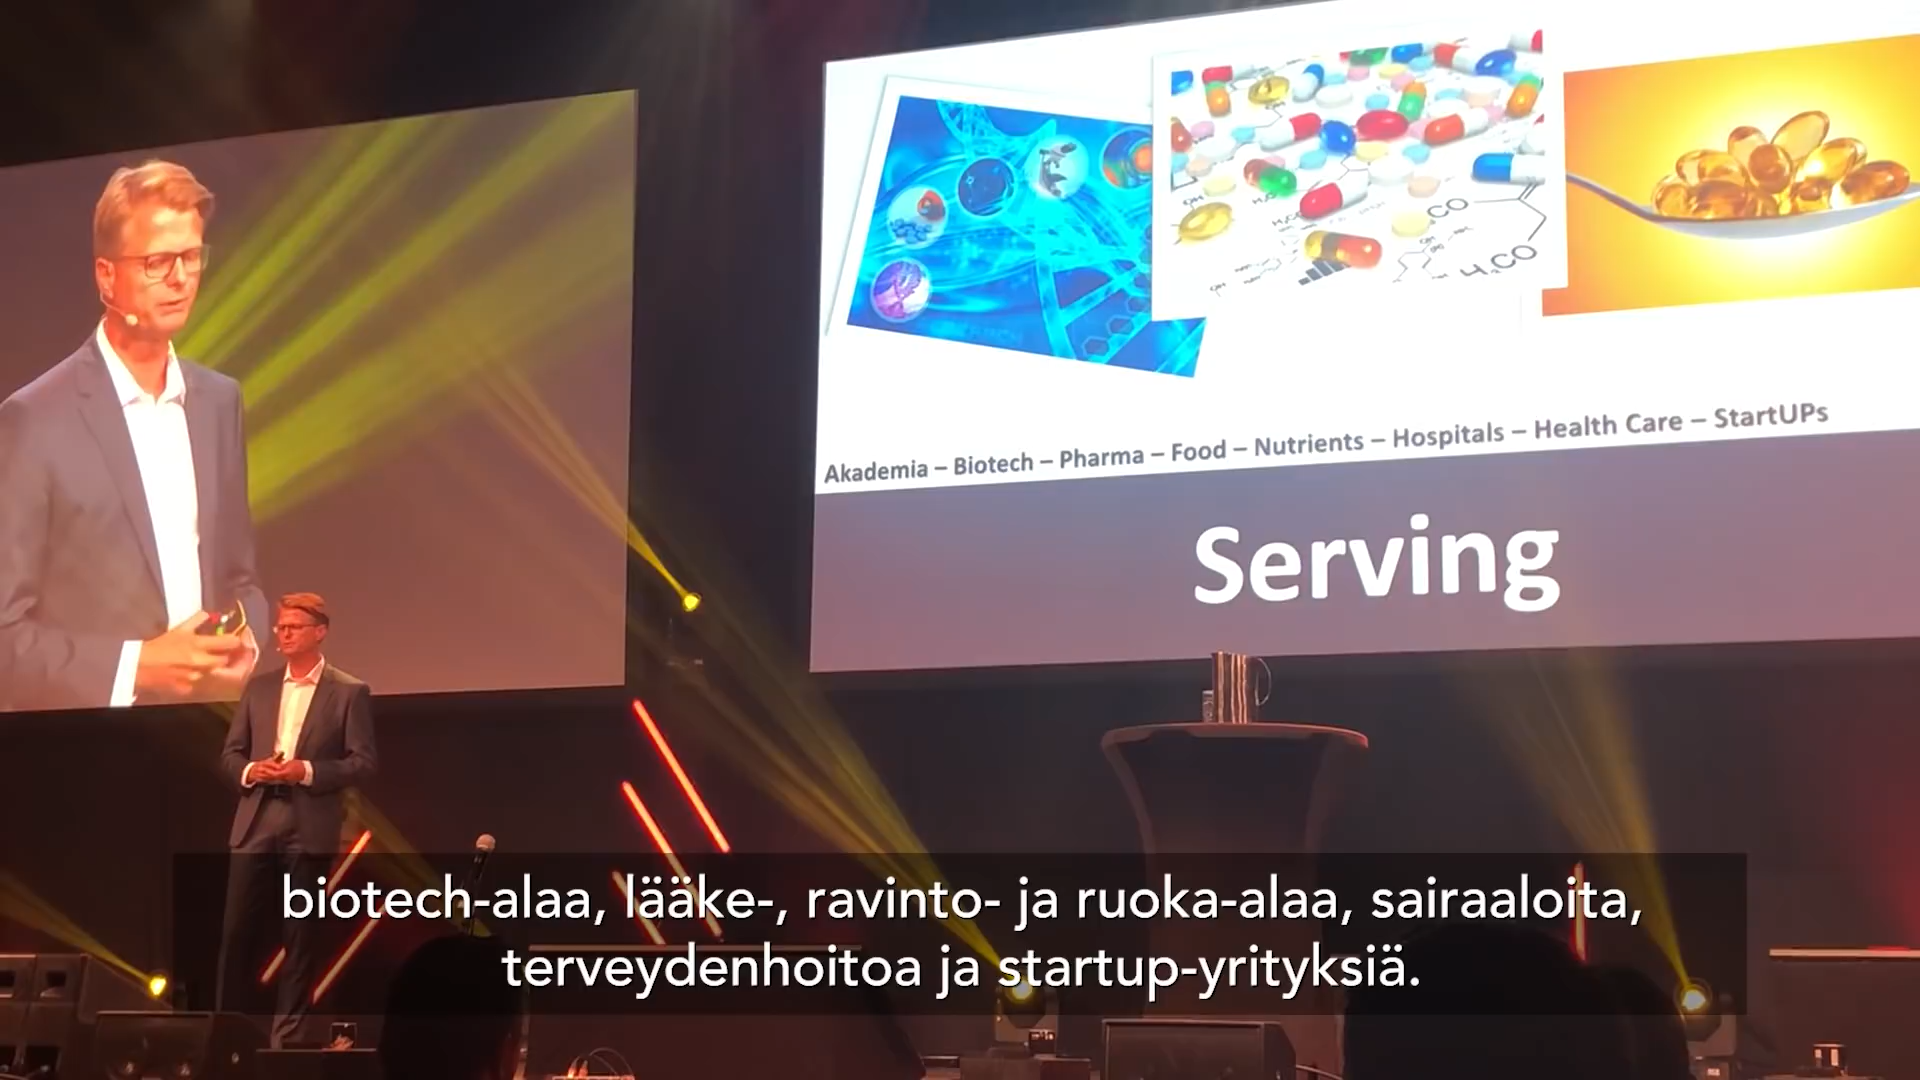 Akademia – Biotech – Pharma – Food – Nutrients – Hospitals – Health Care – StartUPs
Serving
H₃CO
biotech-alaa, lääke-, ravinto- ja ruoka-alaa, sairaaloita,
terveydenhoitoa ja startup-yrityksiä.